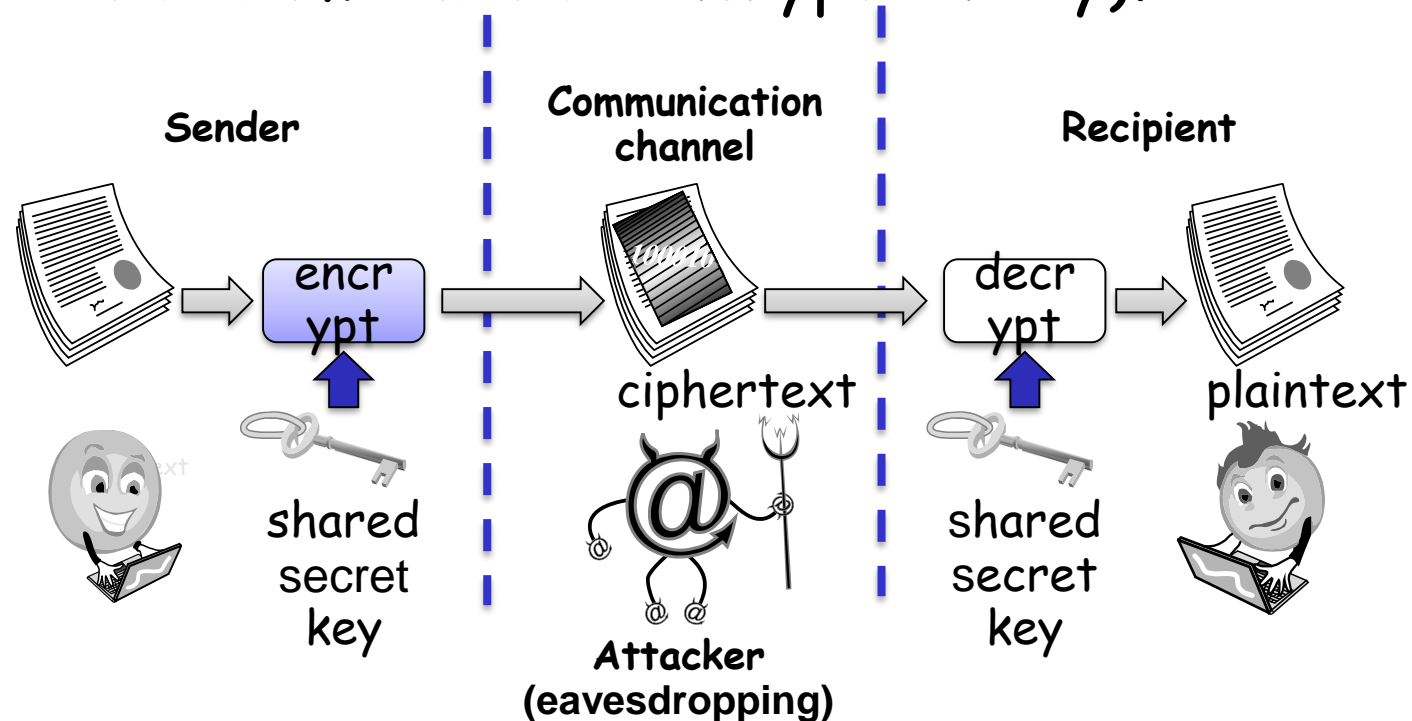 Sender
Communication
channel
Recipient
encr
ypt
decr
ypt
ciphertext
plaintext
shared
secret
key
@
shared
secret
key
Attacker
(eavesdropping)